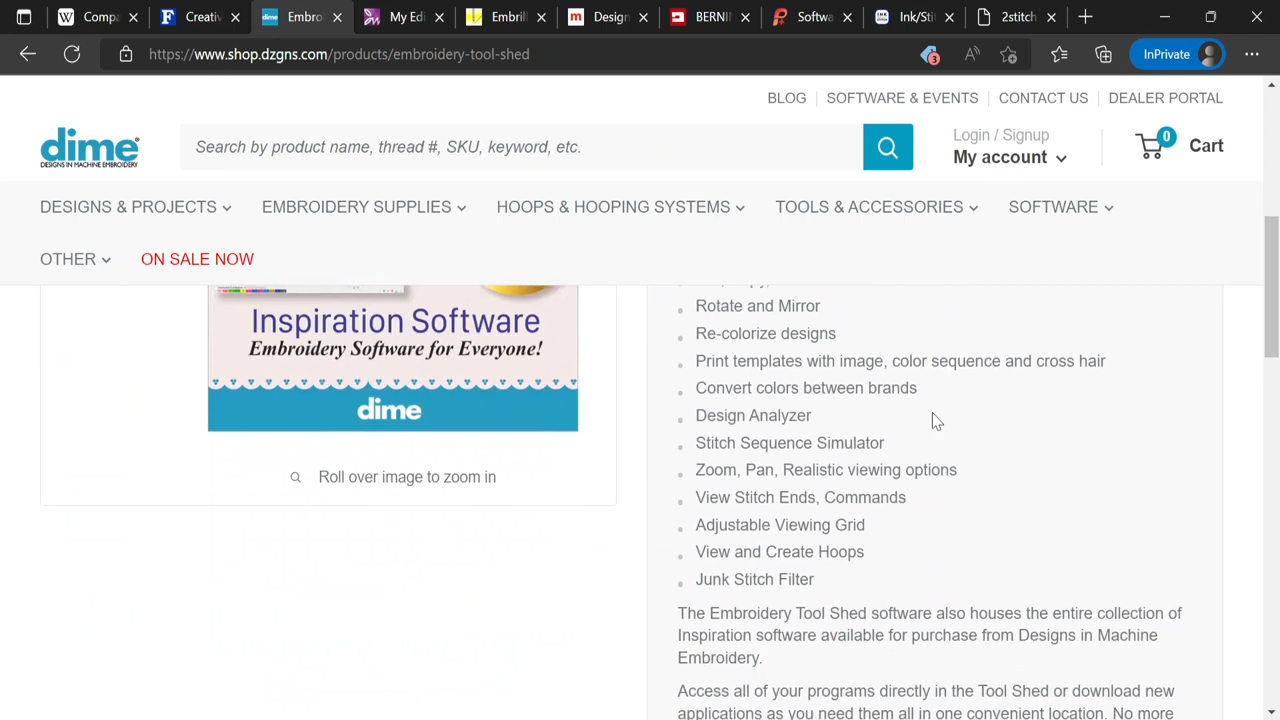 Compa
Creativ
Embro
My Edi
Embrill
Design
BERNIN
Softwa
Ink/Stit
2stitch
https://www.shop.dzgns.com/products/embroidery-tool-shed
3
InPrivate
BLOG
SOFTWARE & EVENTS
CONTACT US
DEALER PORTAL
dime
DESIGNS IN MACHINE EMBROIDERY
Search by product name, thread #, SKU, keyword, etc.
Login / Signup
My account
0
Cart
DESIGNS & PROJECTS
EMBROIDERY SUPPLIES
HOOPS & HOOPING SYSTEMS
TOOLS & ACCESSORIES
SOFTWARE
OTHER
ON SALE NOW
Inspiration Software
Embroidery Software for Everyone!
dime
Roll over image to zoom in
Rotate and Mirror
Re-colorize designs
Print templates with image, color sequence and cross hair
Convert colors between brands
Design Analyzer
Stitch Sequence Simulator
Zoom, Pan, Realistic viewing options
View Stitch Ends, Commands
Adjustable Viewing Grid
View and Create Hoops
Junk Stitch Filter
The Embroidery Tool Shed software also houses the entire collection of
Inspiration software available for purchase from Designs in Machine
Embroidery.
Access all of your programs directly in the Tool Shed or download new
applications as you need them all in one convenient location. No more